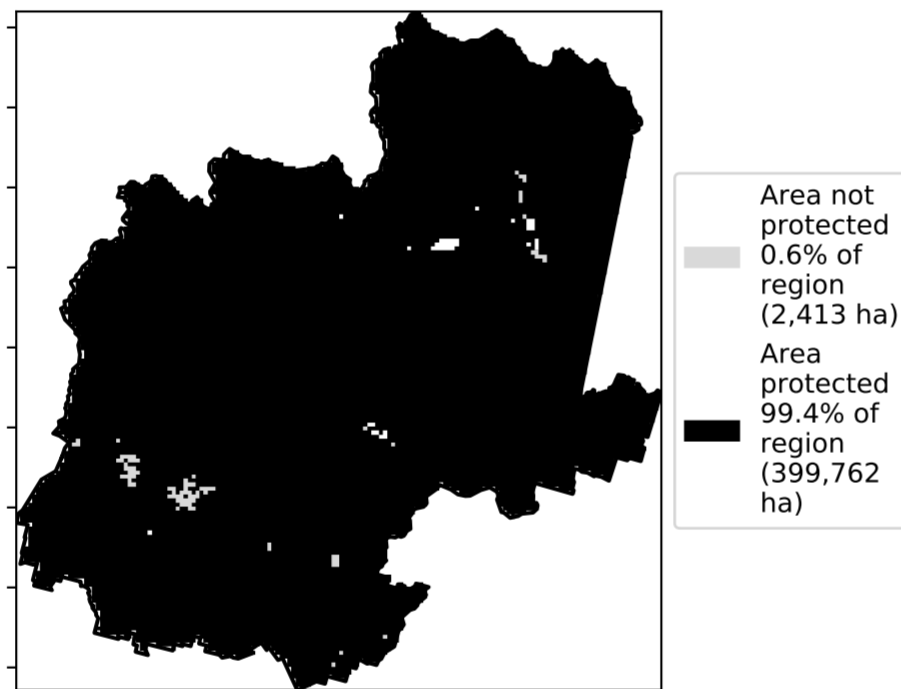 Area not
protected
0.6% of
region
(2,413 ha)
Area
protected
99.4% of
region
(399,762
ha)